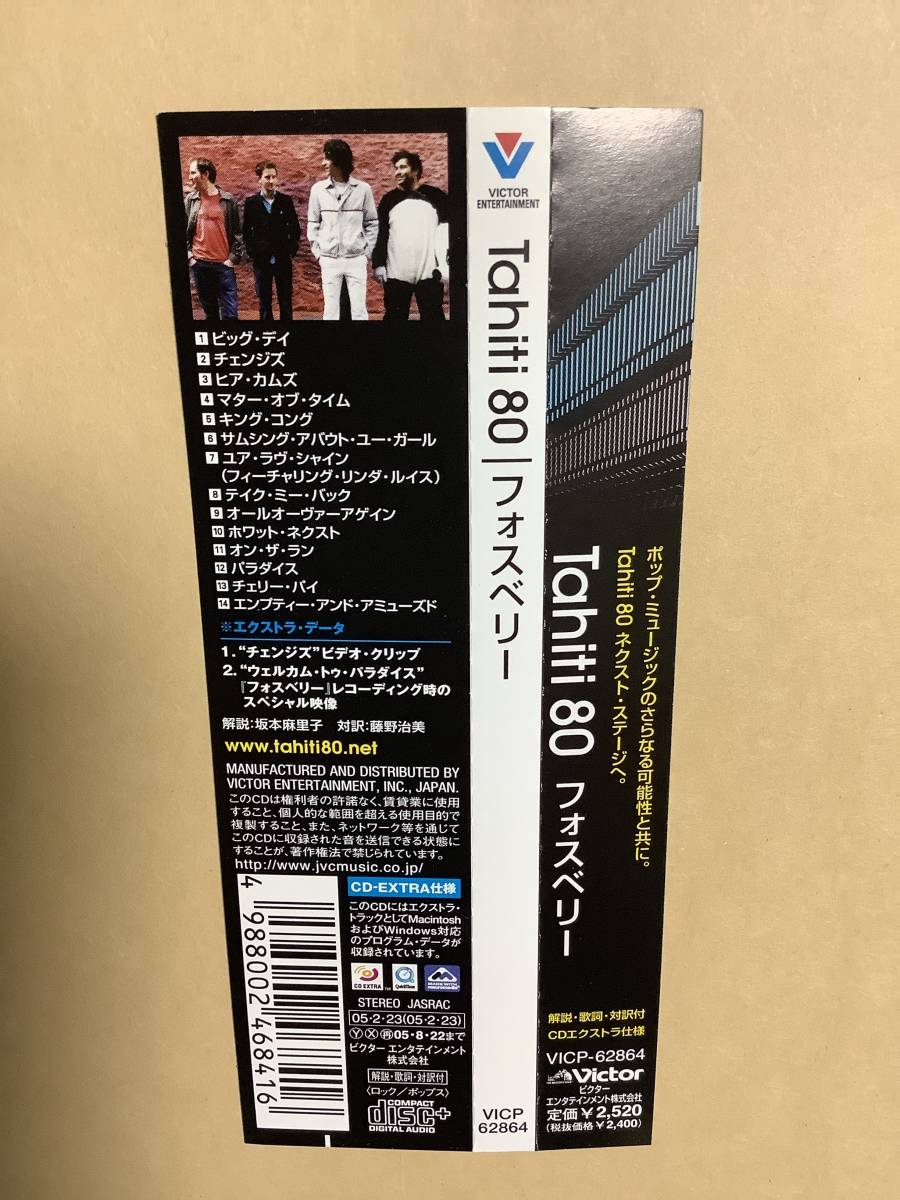 1 ビッグ・デイ
2 チェンジズ
3 ヒア・カムズ
4 マター・オブ・タイム
5 キング・コング
6 サムシング・アバウト・ユー・ガール
7 ユア・ラヴ・シャイン
(フィーチャリング・リンダ・ルイス)
8 テイク・ミー・バック
9 オールオーヴァーアゲイン
10 ホワット・ネクスト
11 オン・ザ・ラン
12 パラダイス
13 チェリー・パイ
14 エンプティー・アンド・アミューズド
※エクストラ・データ
1. “チェンジズ”ビデオ・クリップ
2. “ウェルカム・トゥ・パラダイス”
『フォスベリー』レコーディング時の
スペシャル映像
解説:坂本麻里子 対訳:藤野治美
www.tahiti80.net
MANUFACTURED AND DISTRIBUTED BY
VICTOR ENTERTAINMENT, INC., JAPAN.
このCDは権利者の許諾なく、賃貸業に使用
すること、個人的な範囲を超える使用目的で
複製すること、また、ネットワーク等を通じて
このCDに収録された音を送信できる状態に
することが、著作権法で禁じられています。
http://www.jvcmusic.co.jp/
4 988002 468416
CD-EXTRA仕様
このCDにはエクストラ・
トラックとしてMacintosh
およびWindows対応
のプログラム・データが
収録されています。
CD EXTRA TM QuickTime MADE WITH
STEREO JASRAC
05・2・23(05・2・23)
Y X 再 05・8・22まで
ビクター エンタテインメント
株式会社
解説・歌詞・対訳付
〈ロック/ポップス〉
COMPACT
disc+
DIGITAL AUDIO
VICTOR
ENTERTAINMENT
Tahiti 80 | フォスベリー
VICP
62864
ポップ・ミュージックのさらなる可能性と共に。
Tahiti 80 ネクスト・ステージへ。
Tahiti 80 フォスベリー
解説・歌詞・対訳付
CDエクストラ仕様
VICP-62864
Victor
ビクター
エンタテインメント株式会社
定価¥2,520
(税抜価格¥2,400)